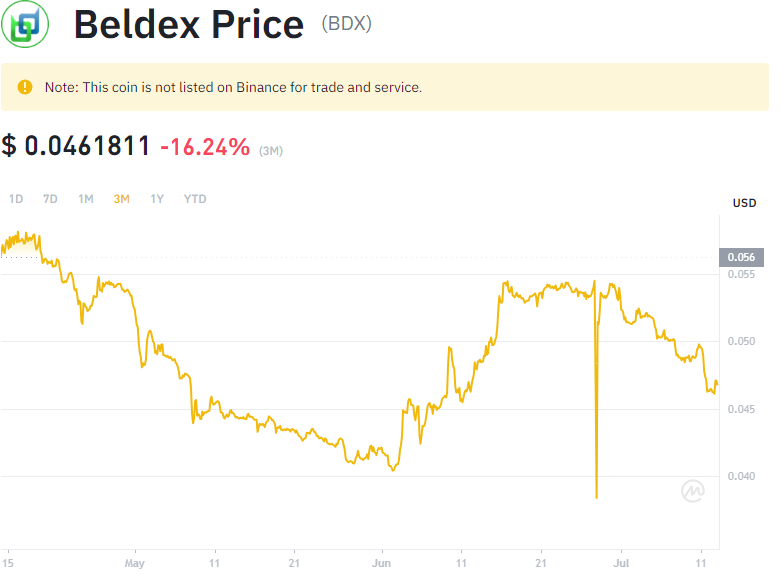 Beldex Price (BDX)
Note: This coin is not listed on Binance for trade and service.
$ 0.0461811 -16.24% (3M)
1D 7D 1M 3M 1Y YTD
USD
0.056
0.055
0.050
0.045
0.040
15 May 11 21 Jun 11 21 Jul 11